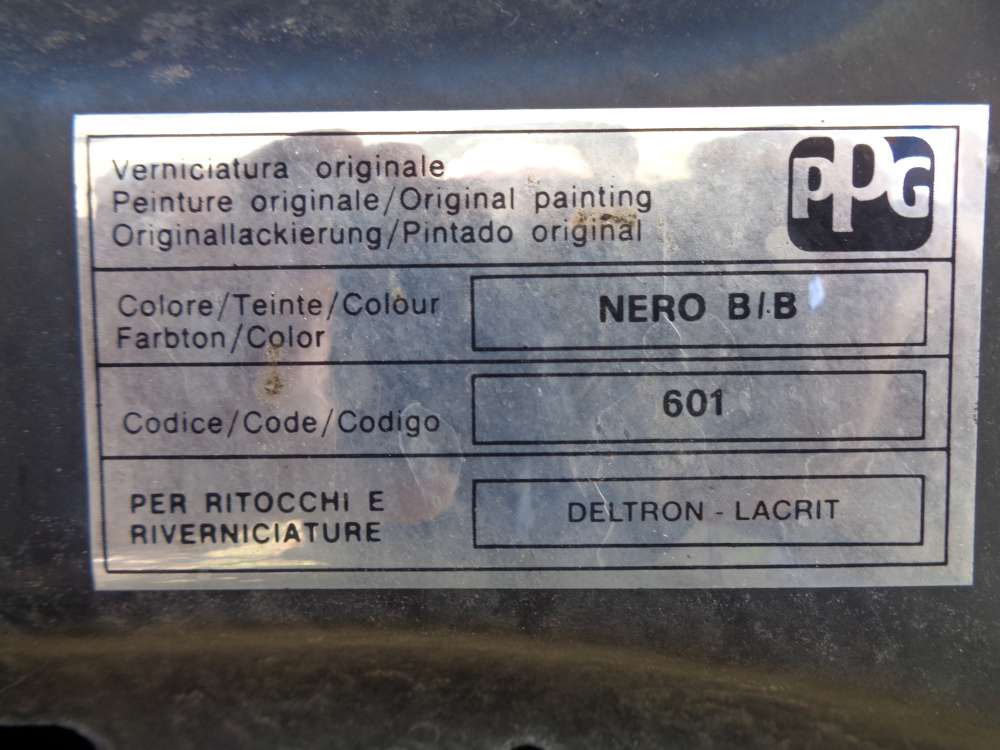 Verniciatura originale
Peinture originale/Original painting
Originallackierung/Pintado original
PPG
Colore/Teinte/Colour
Farbton/Color
NERO B/B
Codice/Code/Codigo
601
PER RITOCCHI E
RIVERNICIATURE
DELTRON - LACRIT